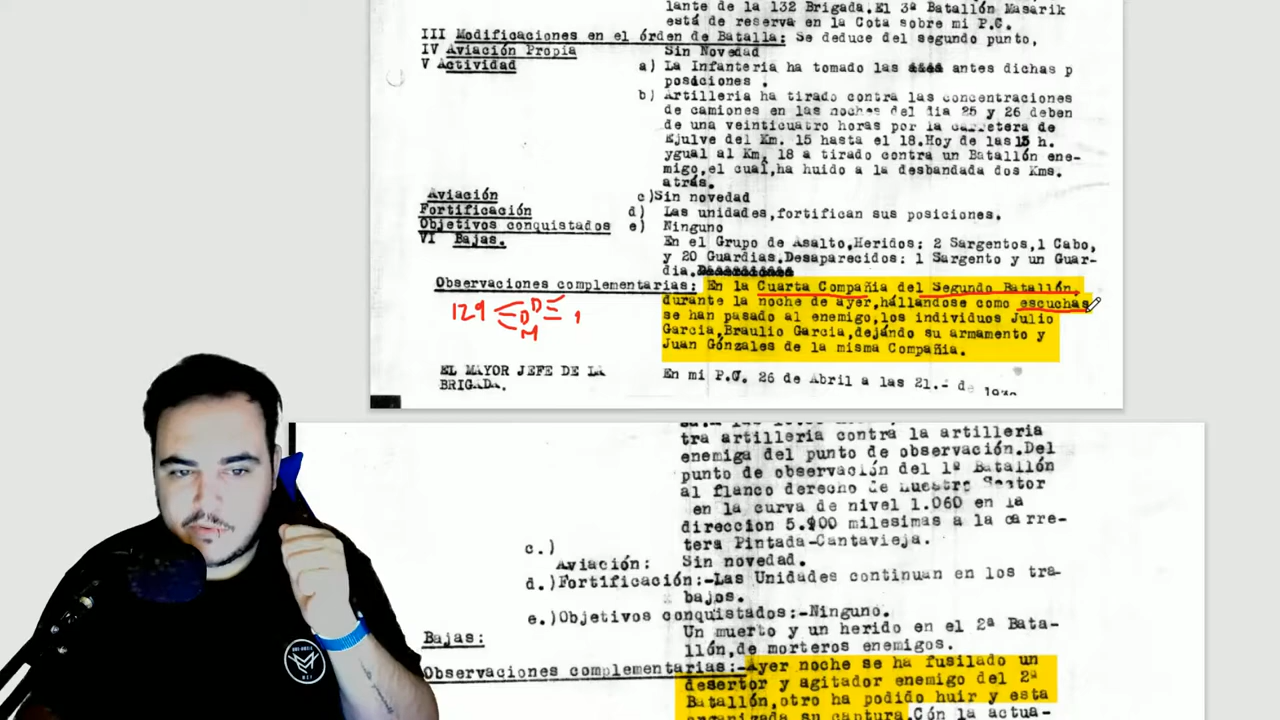 lante de la 132 Brigada.El 3ª Batallón Masarik
está de reserva en la Cota sobre mi P.C.
III Modificaciones en el órden de Batalla: Se deduce del segundo punto,
IV Aviación Propia Sin Novedad
V Actividad a) La Infanteria ha tomado las antes dichas p
posiciones .
b) Artilleria ha tirado contra las concentraciones
de camiones en las noches del dia 25 y 26 deben
de una veinticuatro horas por la carretera de
Ejulve del Km. 15 hasta el 18.Hoy de las 15 h.
ygual al Km, 18 a tirado contra un Batallón ene-
migo,el cual,ha huido a la desbandada dos Kms.
atrás.
Aviación c)Sin novedad
Fortificación d) Las unidades,fortifican sus posiciones.
Objetivos conquistados e) Ninguno
VI Bajas. En el Grupo de Asalto,Heridos: 2 Sargentos,1 Cabo,
y 20 Guardias.Desaparecidos: 1 Sargento y un Guar-
dia.
Observaciones complementarias: En la Cuarta Compañia del Segundo Batallón,
durante la noche de ayer,hállandose como escuchas
se han pasado al enemigo,los individuos Julio
Garcia,Braulio Garcia,dejándo su armamento y
Juan Gónzales de la misma Compañia.
129 D D M
EL MAYOR JEFE DE LA
BRIGADA.
En mi P.C. 26 de Abril a las 21.- de
tra artilleria contra la artilleria
enemiga del punto de observación.Del
punto de observación del 1º Batallón
al flanco derecho de nuestro Sector
en la curva de nivel 1.060 en la
direccion 5.900 milesimas a la carre-
tera Pintada-Cantavieja.
c.)
Aviación: Sin novedad.
d.)Fortificación:-Las Unidades continuan en los tra-
bajos.
e.)Objetivos conquistados:-Ninguno.
Bajas: Un muerto y un herido en el 2ª Bata-
llón,de morteros enemigos.
Observaciones complementarias:-Ayer noche se ha fusilado un
desertor y agitador enemigo del 2ª
Batallón,otro ha podido huir y esta
organizada su captura.Cón la actua-